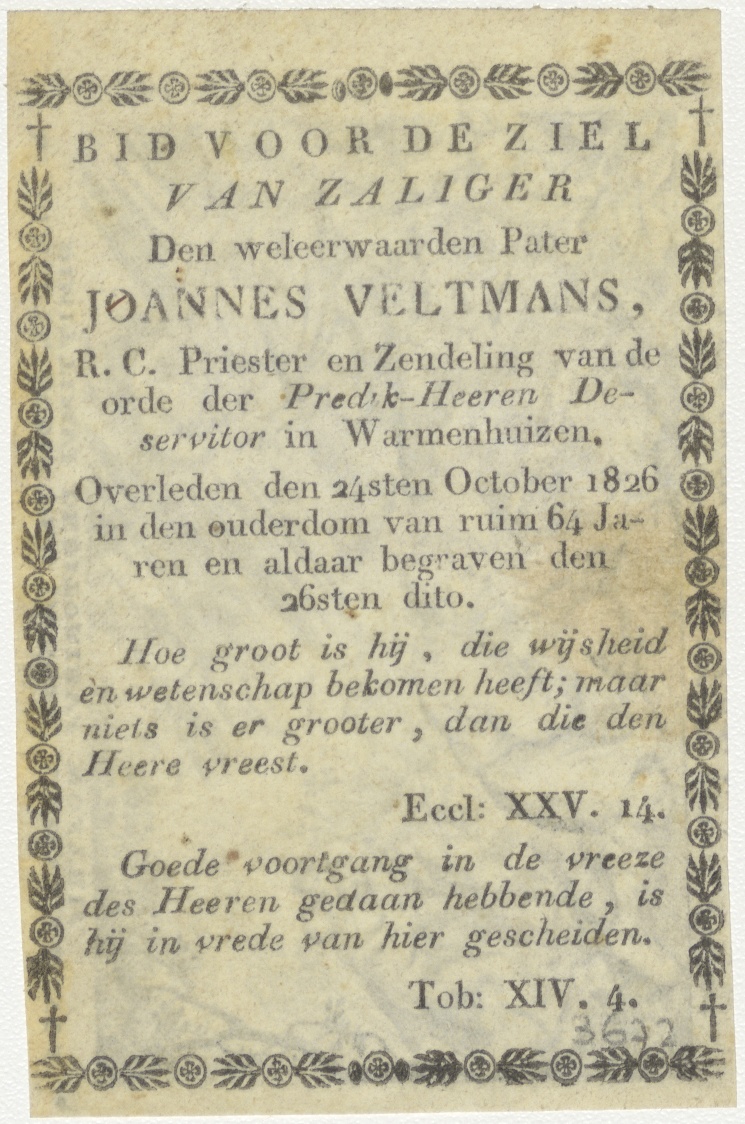 BID VOOR DE ZIEL
VAN ZALIGER
Den weleerwaarden Pater
JOANNES VELTMANS,
R. C. Priester en Zendeling van de
orde der Predik-Heeren De-
servitor in Warmenhuizen.
Overleden den 24sten October 1826
in den ouderdom van ruim 64 Ja-
ren en aldaar begraven den
26sten dito.
Hoe groot is hij, die wijsheid
en wetenschap bekomen heeft; maar
niets is er grooter, dan die den
Heere vreest.
Eccl: XXV. 14.
Goede voortgang in de vreeze
des Heeren gedaan hebbende, is
hij in vrede van hier gescheiden.
Tob: XIV. 4.
3672